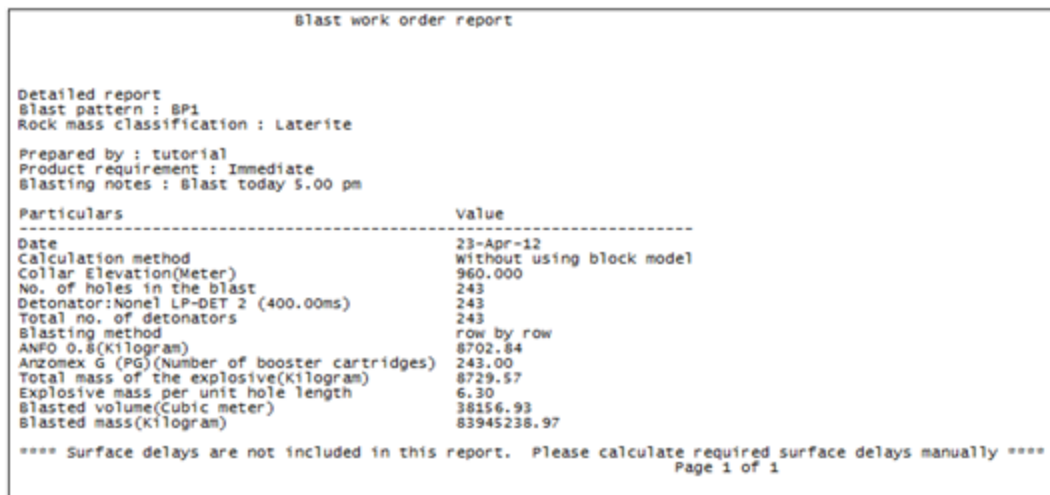 Blast work order report
Detailed report
Blast pattern : BP1
Rock mass classification : Laterite
Prepared by : tutorial
Product requirement : Immediate
Blasting notes : Blast today 5.00 pm
Particulars Value
--------------------------------------------------------------------------------
Date 23-Apr-12
Calculation method Without using block model
Collar Elevation(Meter) 960.000
No. of holes in the blast 243
Detonator:Nonel LP-DET 2 (400.00ms) 243
Total no. of detonators 243
Blasting method row by row
ANFO 0.8(Kilogram) 8702.84
Anzomex G (PG)(Number of booster cartridges) 243.00
Total mass of the explosive(Kilogram) 8729.57
Explosive mass per unit hole length 6.30
Blasted volume(Cubic meter) 38156.93
Blasted mass(Kilogram) 83945238.97
**** Surface delays are not included in this report. Please calculate required surface delays manually ****
Page 1 of 1